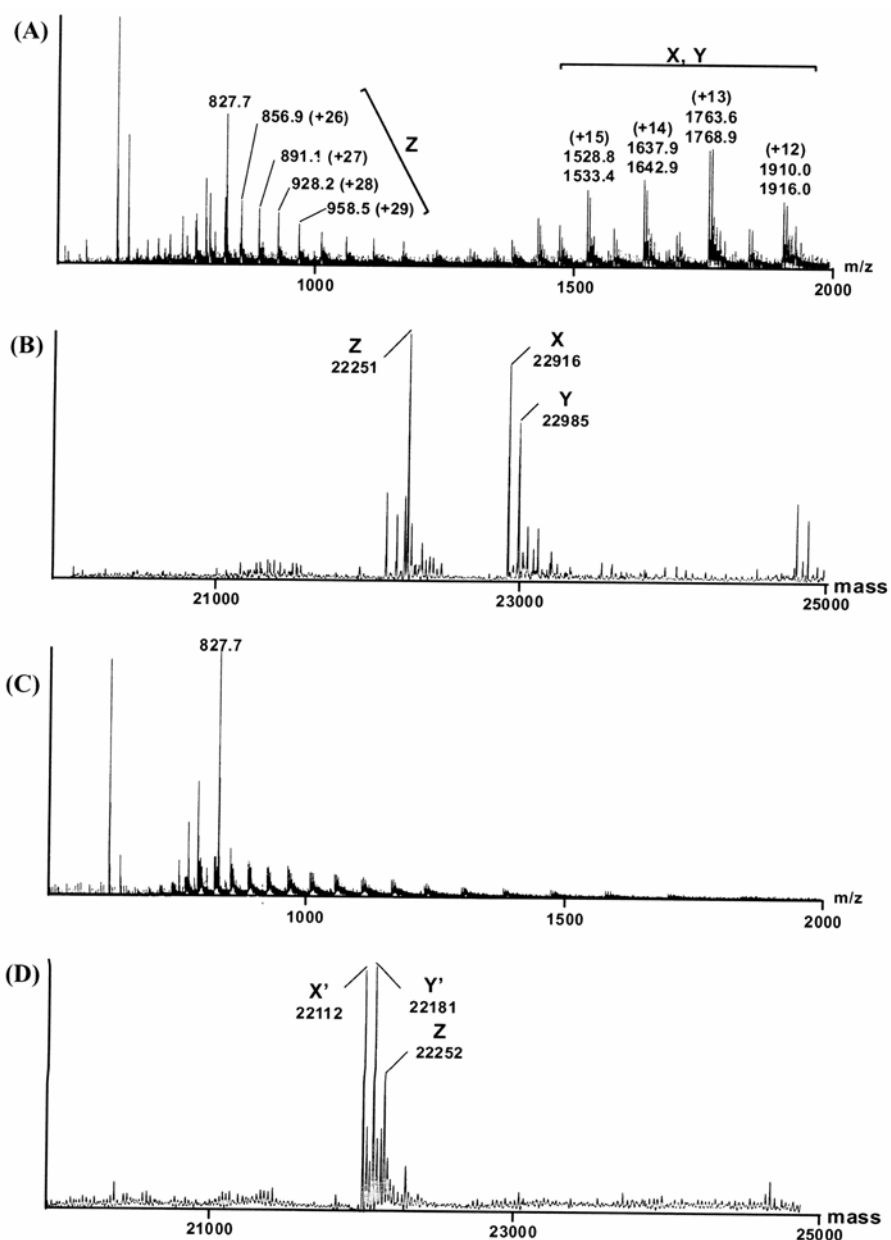 (A)
X, Y
827.7
856.9 (+26)
891.1 (+27)
928.2 (+28)
958.5 (+29)
Z
(+15)
1528.8
1533.4
(+14)
1637.9
1642.9
(+13)
1763.6
1768.9
(+12)
1910.0
1916.0
1000
1500
2000
m/z
(B)
Z
22251
X
22916
Y
22985
21000
23000
25000
mass
(C)
827.7
1000
1500
2000
m/z
(D)
X'
22112
Y'
22181
Z
22252
21000
23000
25000
mass